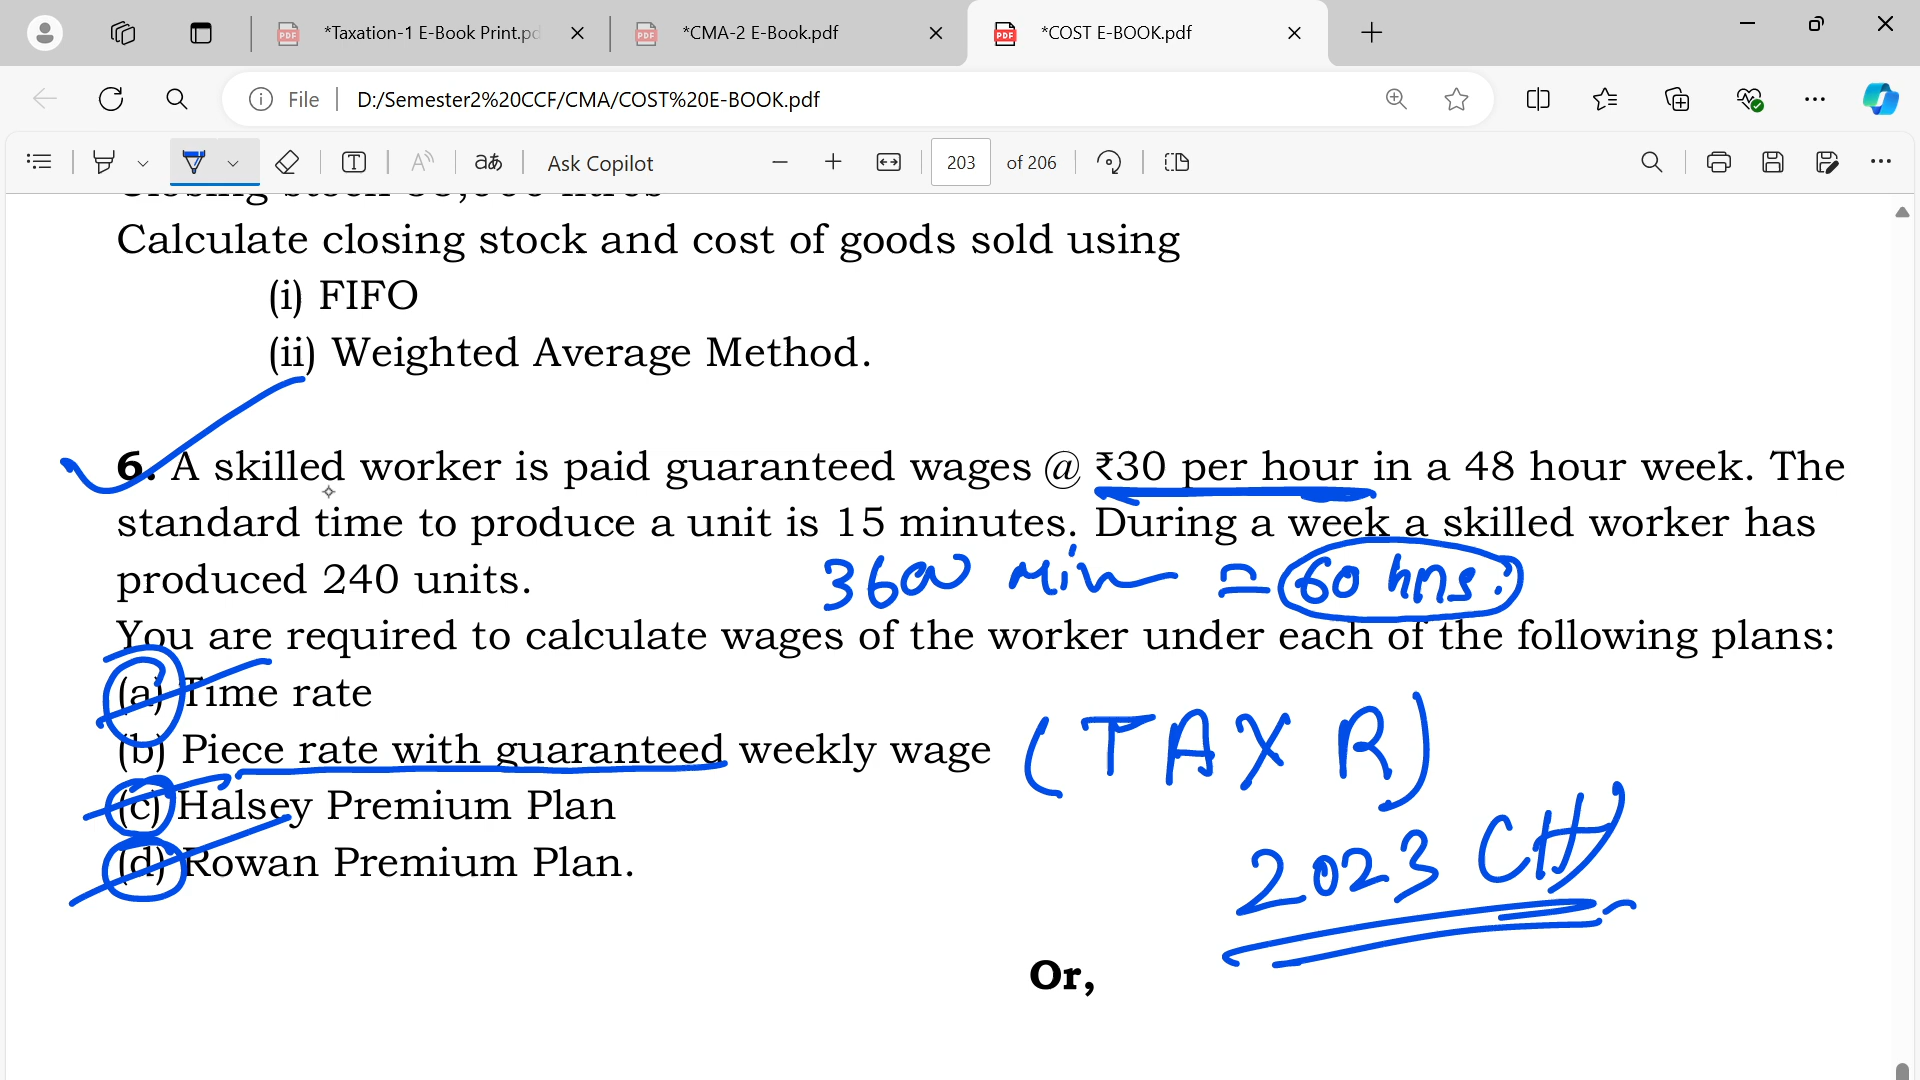 *Taxation-1 E-Book Print.pd
*CMA-2 E-Book.pdf
*COST E-BOOK.pdf
File
D:/Semester2%20CCF/CMA/COST%20E-BOOK.pdf
aあ
Ask Copilot
203 of 206
Calculate closing stock and cost of goods sold using
(i) FIFO
(ii) Weighted Average Method.
6. A skilled worker is paid guaranteed wages @ ₹30 per hour in a 48 hour week. The
standard time to produce a unit is 15 minutes. During a week a skilled worker has
produced 240 units.
3600 Min = 60 hrs.
You are required to calculate wages of the worker under each of the following plans:
(a) Time rate
(b) Piece rate with guaranteed weekly wage
(TA X R)
(c) Halsey Premium Plan
(d) Rowan Premium Plan.
2023 CH
Or,